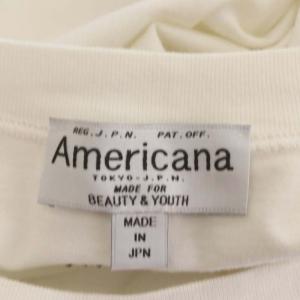 REG. J.P.N. PAT. OFF.
Americana
TOKYO-J.P.N.
MADE FOR
BEAUTY & YOUTH
MADE
IN
JPN